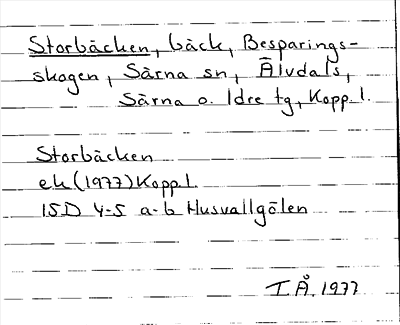 Storbäcken, bäck, Besparings-
skogen, Särna sn, Älvdals,
Särna o. Idre tg, Kopp. l.
Storbäcken
ek (1977) Kopp l.
15D 4-5 a-b Husvallgölen
I. Å. 1977